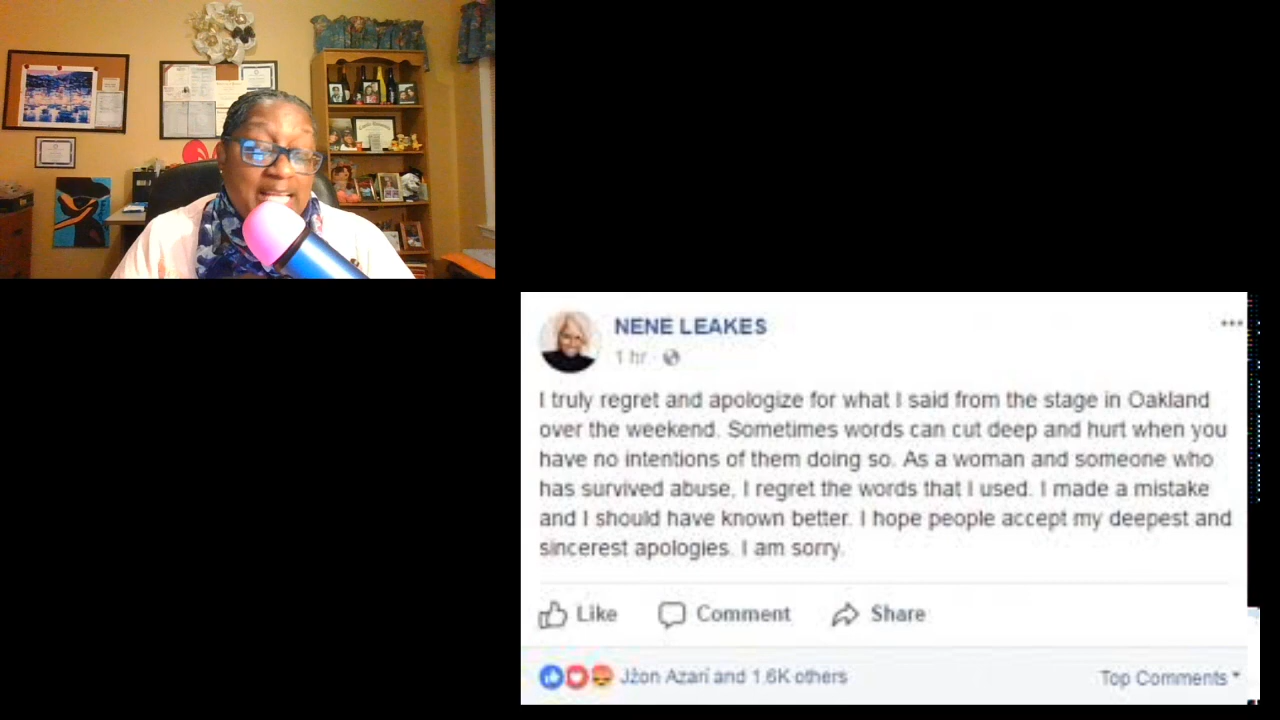 NENE LEAKES
1 hr
I truly regret and apologize for what I said from the stage in Oakland
over the weekend. Sometimes words can cut deep and hurt when you
have no intentions of them doing so. As a woman and someone who
has survived abuse, I regret the words that I used. I made a mistake
and I should have known better. I hope people accept my deepest and
sincerest apologies. I am sorry.
Like Comment Share
Jžon Azari and 1.6K others
Top Comments